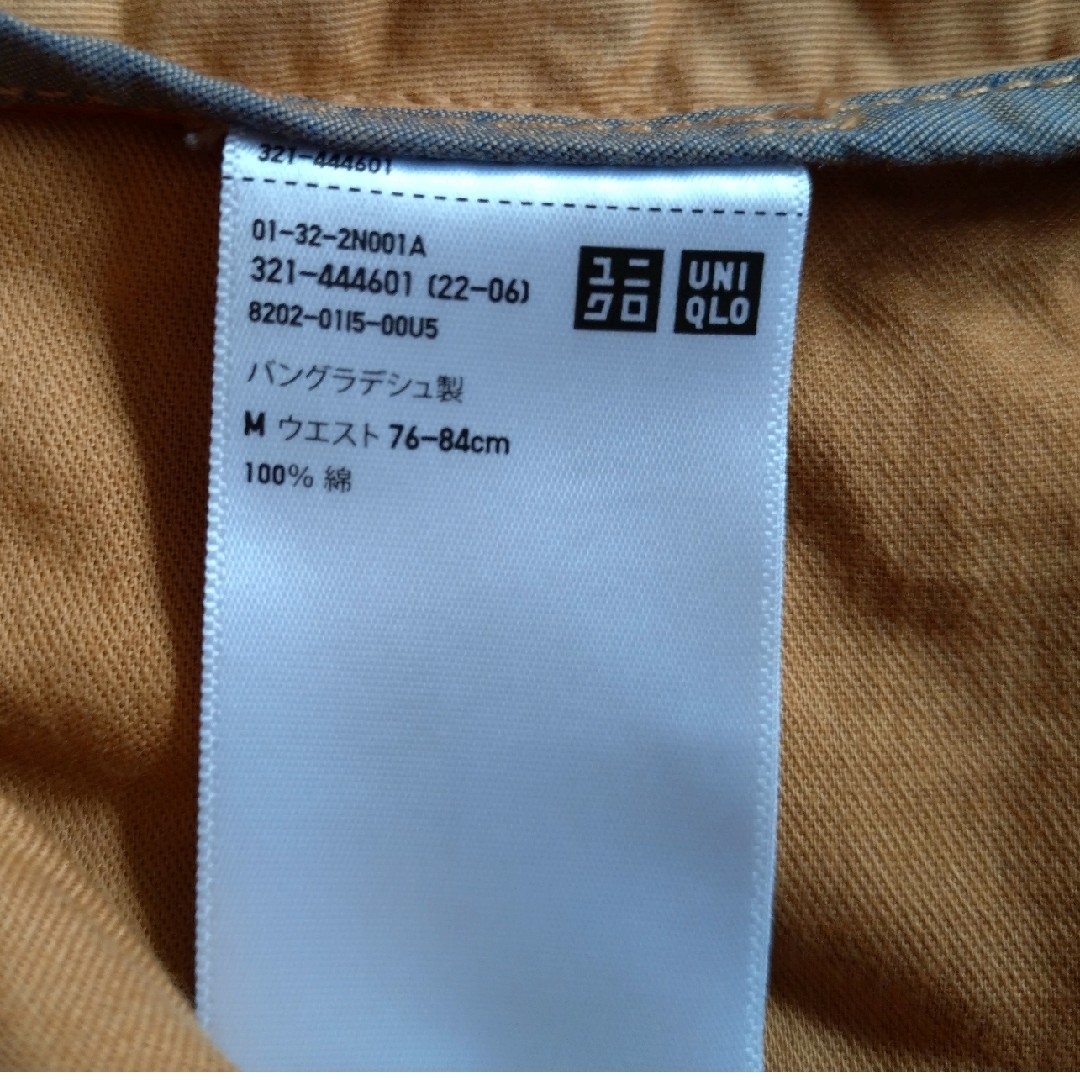 321-444601
01-32-2N001A
321-444601 (22-06)
8202-01I5-00U5
ユニ
クロ
UNI
QLO
バングラデシュ製
M ウエスト 76-84cm
100% 綿